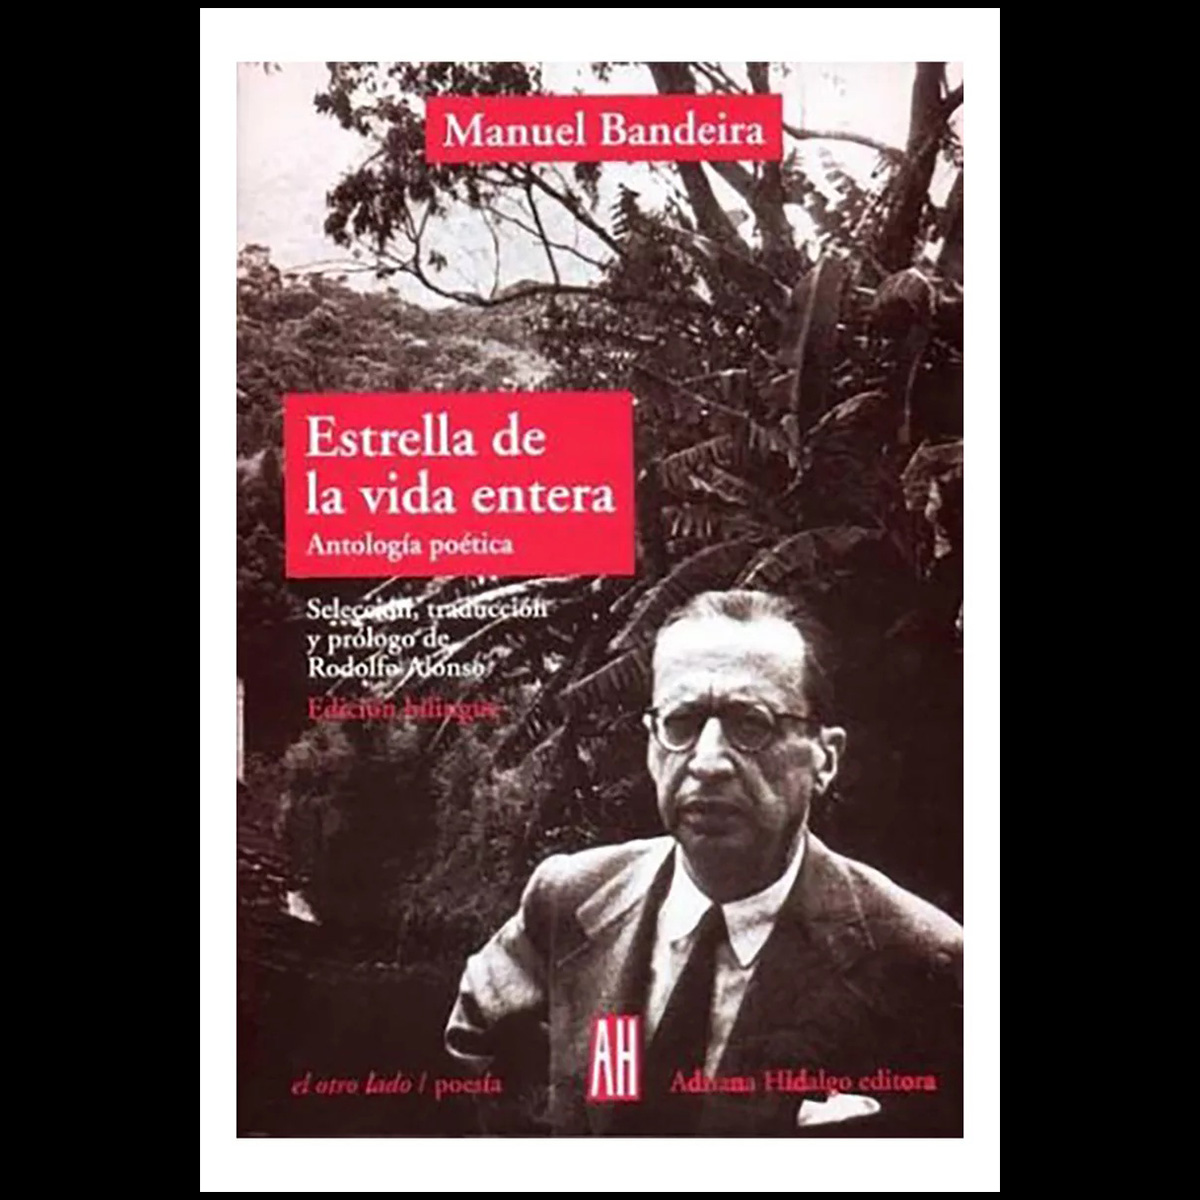 Manuel Bandeira
Estrella de
la vida entera
Antología poética
Selección, traducción
y prólogo de
Rodolfo Alonso
Edición bilingüe
el otro lado / poesía
AH
Adriana Hidalgo editora